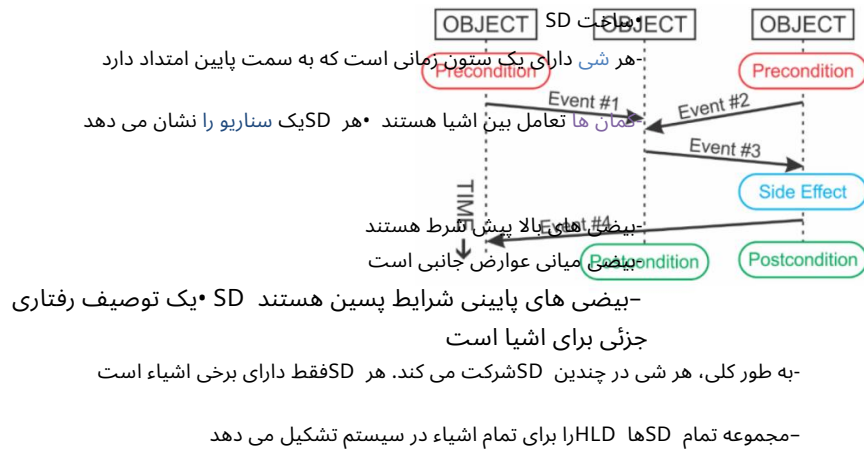 OBJECT OBJECT OBJECT
•ساخت SD
-هر شی دارای یک ستون زمانی است که به سمت پایین امتداد دارد
Precondition Precondition
Event #1 Event #2
-کمان ها تعامل بین اشیا هستند •هر SDیک سناریو را نشان می دهد
Event #3
Side Effect
TIME
-بیضی های بالا پیش شرط هستند
Event #4
-بیضی میانی عوارض جانبی است
Postcondition Postcondition
-بیضی های پایینی شرایط پسین هستند SD •یک توصیف رفتاری
جزئی برای اشیا است
-به طور کلی، هر شی در چندین SDشرکت می کند. هر SDفقط دارای برخی اشیاء است
-مجموعه تمام SDها HLDرا برای تمام اشیاء در سیستم تشکیل می دهد